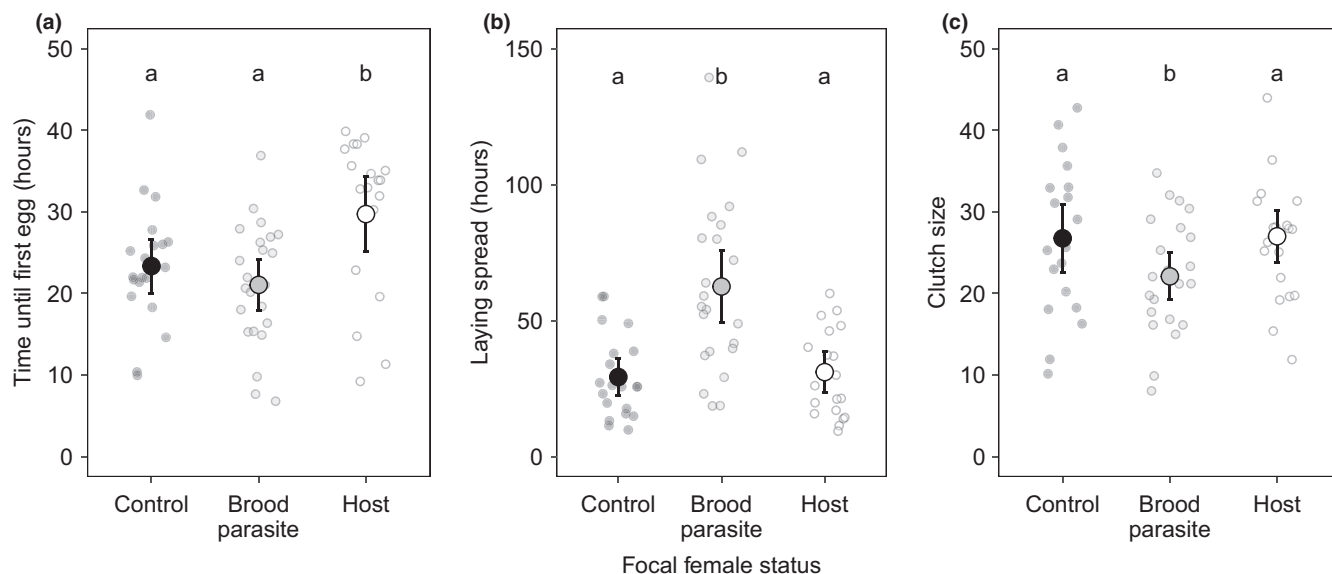 (a)
Time until first egg (hours)
50
40
30
20
10
0
a
a
b
Control
Brood
parasite
Host
(b)
Laying spread (hours)
150
100
50
0
a
b
a
Control
Brood
parasite
Host
(c)
Clutch size
50
40
30
20
10
0
a
b
a
Control
Brood
parasite
Host
Focal female status